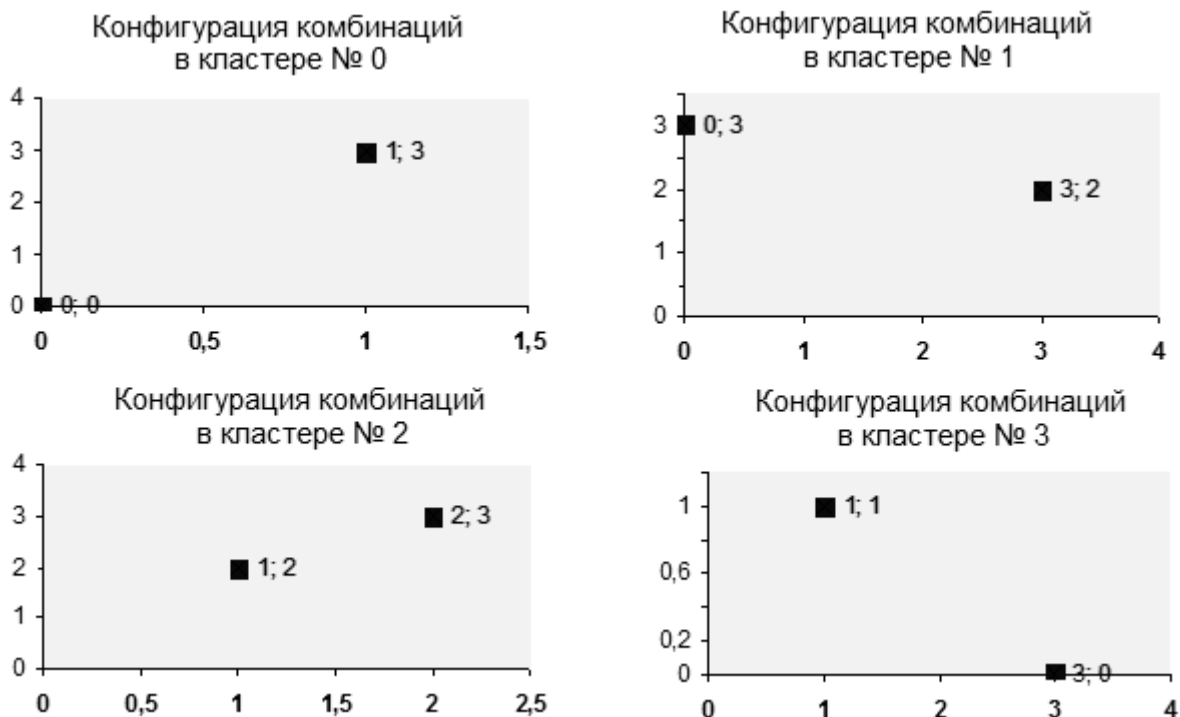 Конфигурация комбинаций
в кластере № 0
4
3
2
1
0
1; 3
0; 0
0 0,5 1 1,5
Конфигурация комбинаций
в кластере № 1
3
2
1
0
0; 3
3; 2
0 1 2 3 4
Конфигурация комбинаций
в кластере № 2
4
3
2
1
0
2; 3
1; 2
0 0,5 1 1,5 2 2,5
Конфигурация комбинаций
в кластере № 3
1
0,6
0,2
0
1; 1
3; 0
0 1 2 3 4